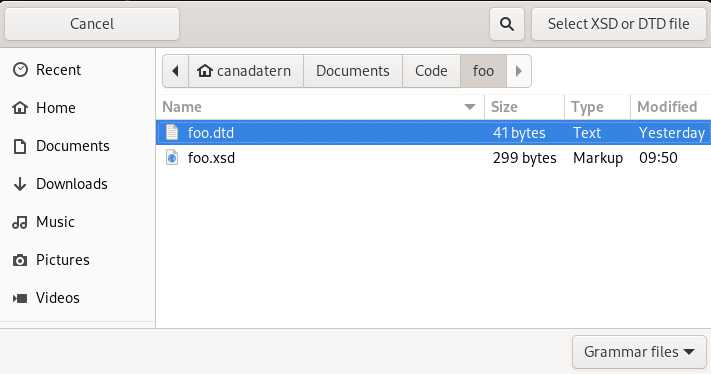 Cancel Select XSD or DTD file
Recent
Home
Documents
Downloads
Music
Pictures
Videos
canadatern Documents Code foo
Name Size Type Modified
foo.dtd 41 bytes Text Yesterday
foo.xsd 299 bytes Markup 09:50
Grammar files